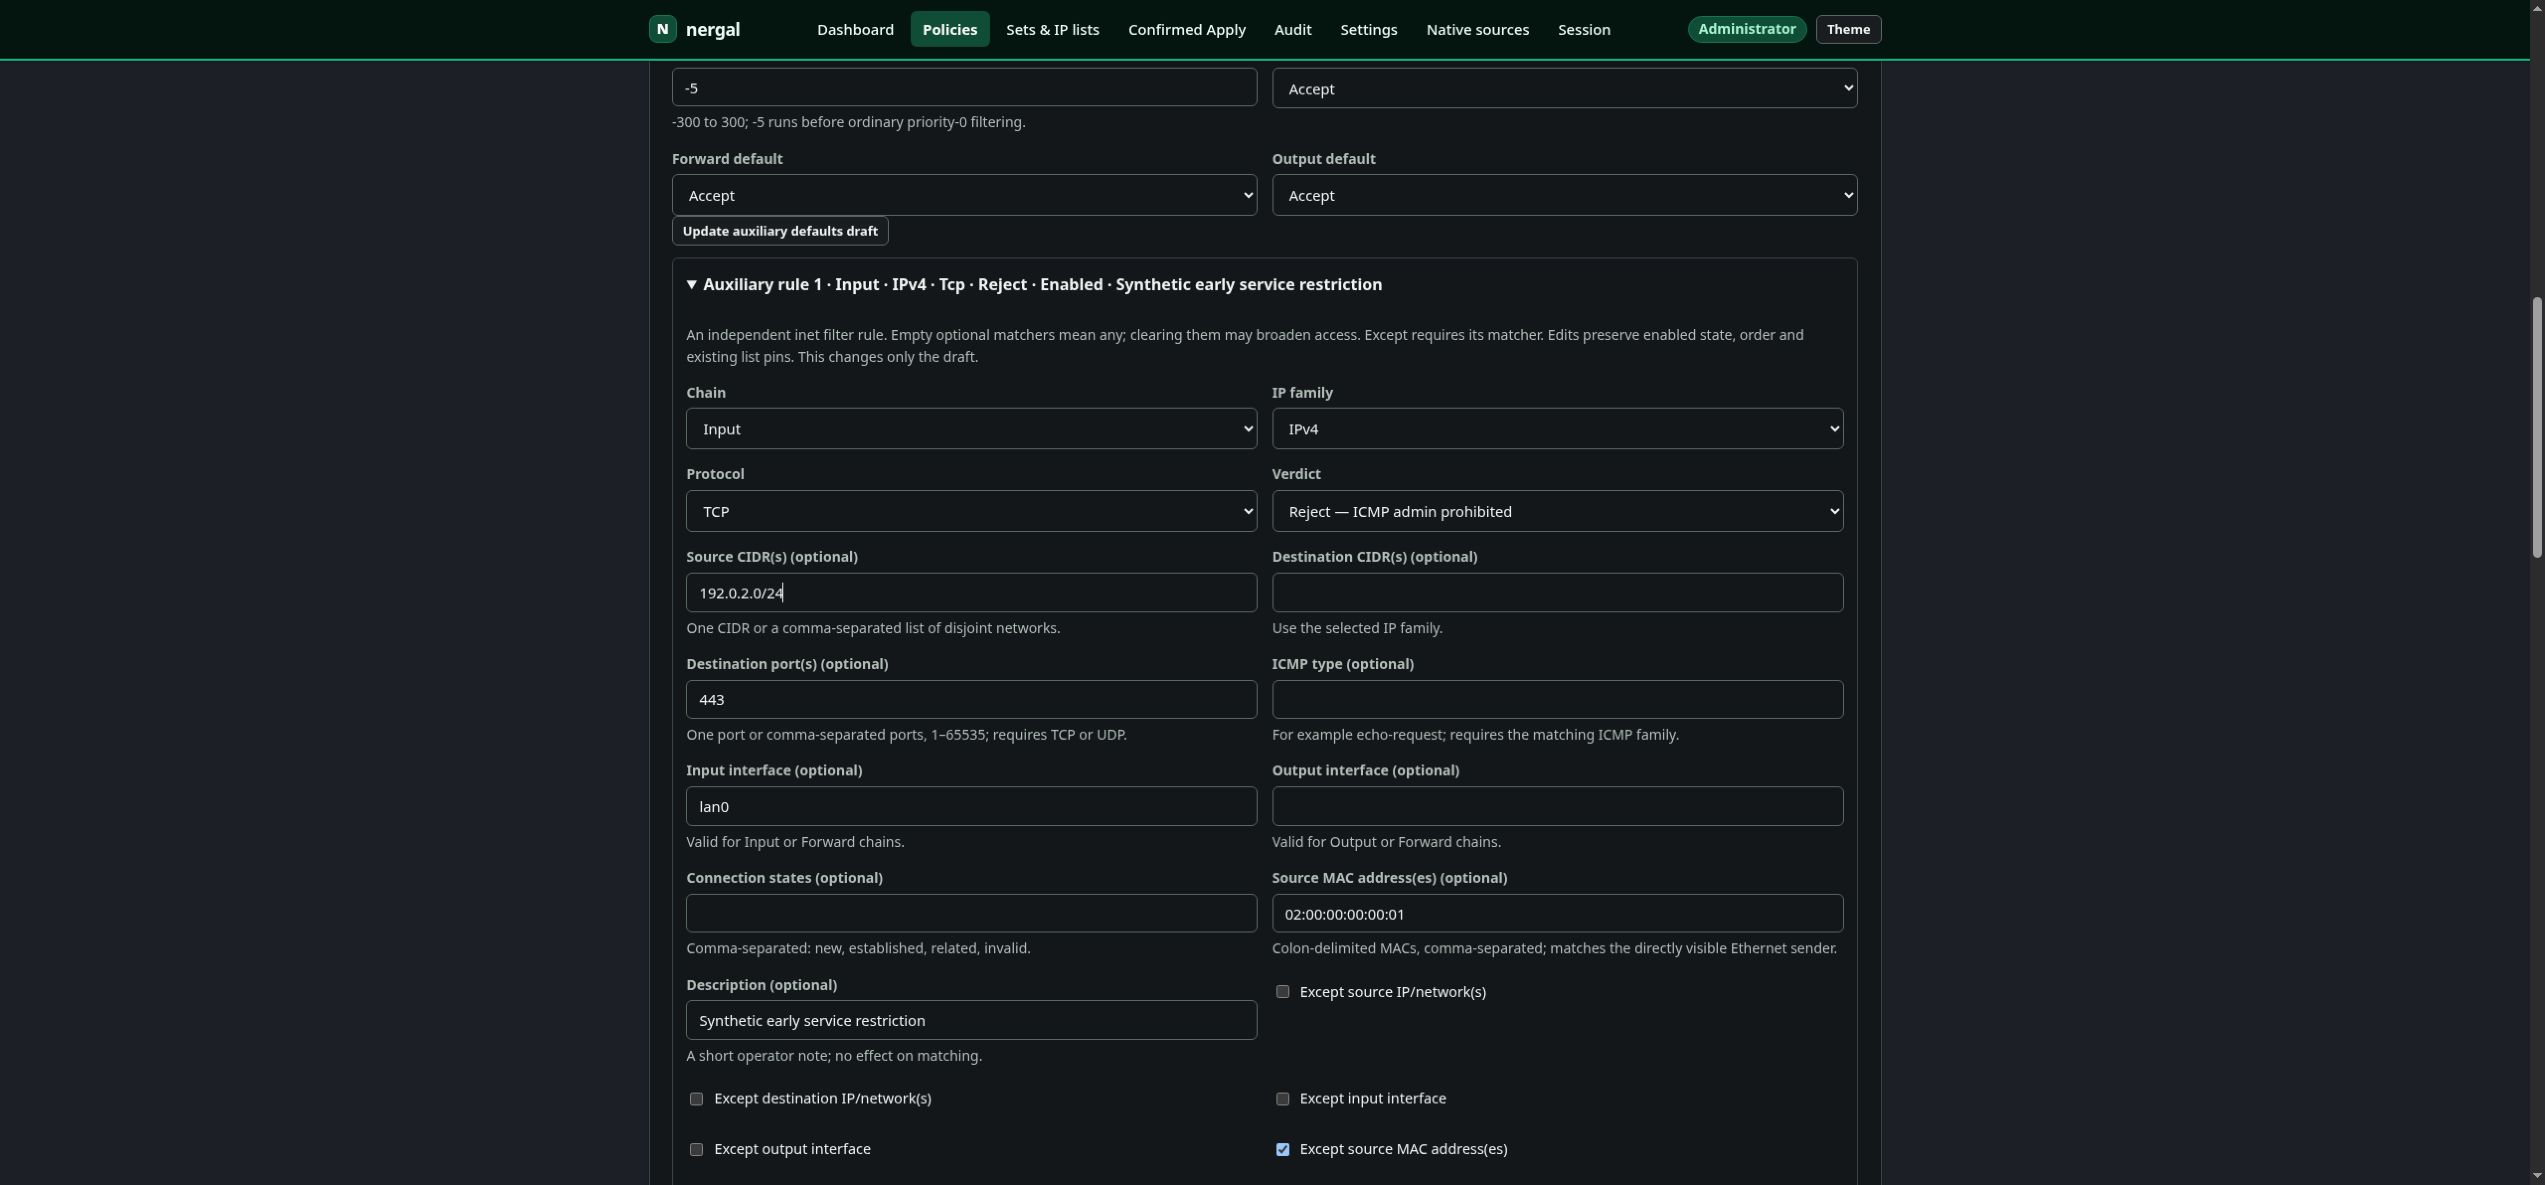 N nergal Dashboard Policies Sets & IP lists Confirmed Apply Audit Settings Native sources Session Administrator Theme
-5 Accept
-300 to 300; -5 runs before ordinary priority-0 filtering.
Forward default Output default
Accept Accept
Update auxiliary defaults draft
▼ Auxiliary rule 1 · Input · IPv4 · Tcp · Reject · Enabled · Synthetic early service restriction
An independent inet filter rule. Empty optional matchers mean any; clearing them may broaden access. Except requires its matcher. Edits preserve enabled state, order and
existing list pins. This changes only the draft.
Chain IP family
Input IPv4
Protocol Verdict
TCP Reject — ICMP admin prohibited
Source CIDR(s) (optional) Destination CIDR(s) (optional)
192.0.2.0/24
One CIDR or a comma-separated list of disjoint networks. Use the selected IP family.
Destination port(s) (optional) ICMP type (optional)
443
One port or comma-separated ports, 1–65535; requires TCP or UDP. For example echo-request; requires the matching ICMP family.
Input interface (optional) Output interface (optional)
lan0
Valid for Input or Forward chains. Valid for Output or Forward chains.
Connection states (optional) Source MAC address(es) (optional)
02:00:00:00:00:01
Comma-separated: new, established, related, invalid. Colon-delimited MACs, comma-separated; matches the directly visible Ethernet sender.
Description (optional) Except source IP/network(s)
Synthetic early service restriction
A short operator note; no effect on matching.
Except destination IP/network(s) Except input interface
Except output interface Except source MAC address(es)